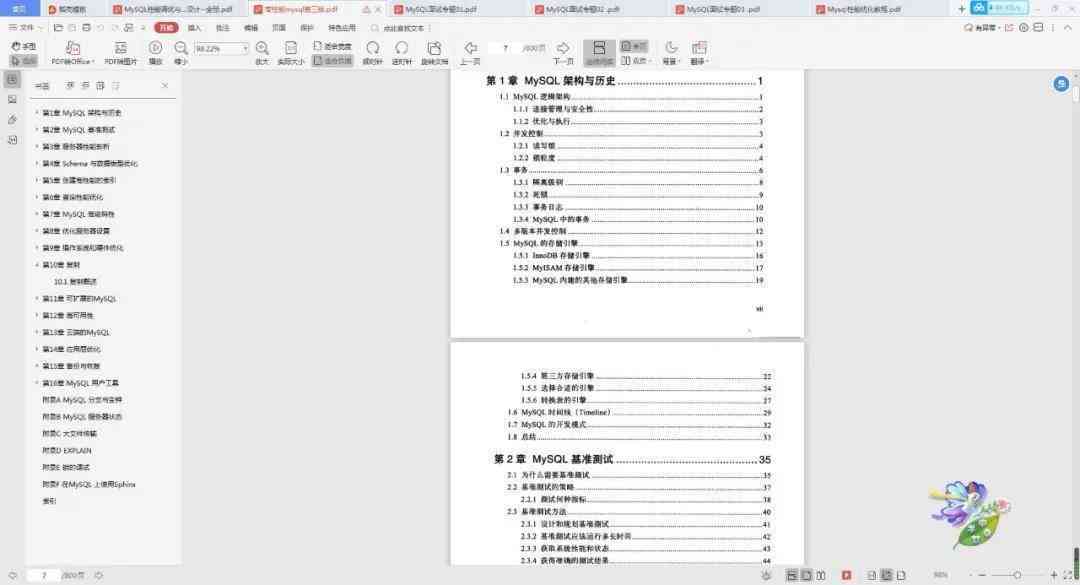 首页 稻壳模板 MySQL性能调优与...设计一全部.pdf 高性能mysql第三版.pdf MySQL面试专题01.pdf MySQL面试专题02 .pdf MySQL面试专题03 .pdf Mysql性能优化教程.pdf
文件 开始 插入 批注 编辑 页面 保护 特色应用 点此查找文本
手型 PDF转Office PDF转图片 播放 缩小 98.22% 放大 实际大小 适合宽度 顺时针 逆时针 旋转文档 上一页 7 /800页 下一页 背景 翻译
书签
第1章 MySQL 架构与历史
第2章 MySQL 基准测试
第3章 服务器性能剖析
第4章 Schema 与数据类型优化
第5章 创建高性能的索引
第6章 查询性能优化
第7章 MySQL 高级特性
第8章 优化服务器设置
第9章 操作系统和硬件优化
第10章 复制
10.1 复制概述
第11章 可扩展的MySQL
第12章 高可用性
第13章 云端的MySQL
第14章 应用层优化
第15章 备份与恢复
第16章 MySQL 用户工具
附录A MySQL 分支与变种
附录B MySQL 服务器状态
附录C 大文件传输
附录D EXPLAIN
附录E 锁的调试
附录F 在MySQL 上使用Sphinx
索引
第 1 章 MySQL 架构与历史 1
1.1 MySQL 逻辑架构 1
1.1.1 连接管理与安全性 2
1.1.2 优化与执行 3
1.2 并发控制 3
1.2.1 读写锁 4
1.2.2 锁粒度 4
1.3 事务 6
1.3.1 隔离级别 8
1.3.2 死锁 9
1.3.3 事务日志 10
1.3.4 MySQL 中的事务 10
1.4 多版本并发控制 12
1.5 MySQL 的存储引擎 13
1.5.1 InnoDB 存储引擎 16
1.5.2 MyISAM 存储引擎 17
1.5.3 MySQL 内建的其他存储引擎 19
VII
1.5.4 第三方存储引擎 22
1.5.5 选择合适的引擎 24
1.5.6 转换表的引擎 27
1.6 MySQL 时间线（Timeline） 29
1.7 MySQL 的开发模式 32
1.8 总结 33
第 2 章 MySQL 基准测试 35
2.1 为什么需要基准测试 35
2.2 基准测试的策略 37
2.2.1 测试何种指标 38
2.3 基准测试方法 40
2.3.1 设计和规划基准测试 41
2.3.2 基准测试应该运行多长时间 42
2.3.3 获取系统性能和状态 43
2.3.4 获得准确的测试结果 44
7 /800页 98%